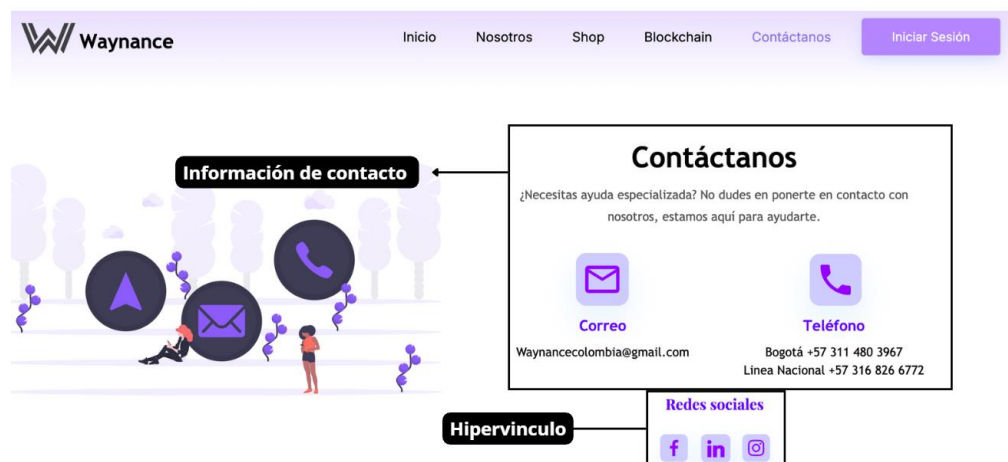 Waynance
Inicio
Nosotros
Shop
Blockchain
Contáctanos
Iniciar Sesión
Información de contacto
Contáctanos
¿Necesitas ayuda especializada? No dudes en ponerte en contacto con
nosotros, estamos aquí para ayudarte.
Correo
Waynancecolombia@gmail.com
Teléfono
Bogotá +57 311 480 3967
Linea Nacional +57 316 826 6772
Redes sociales
Hipervinculo